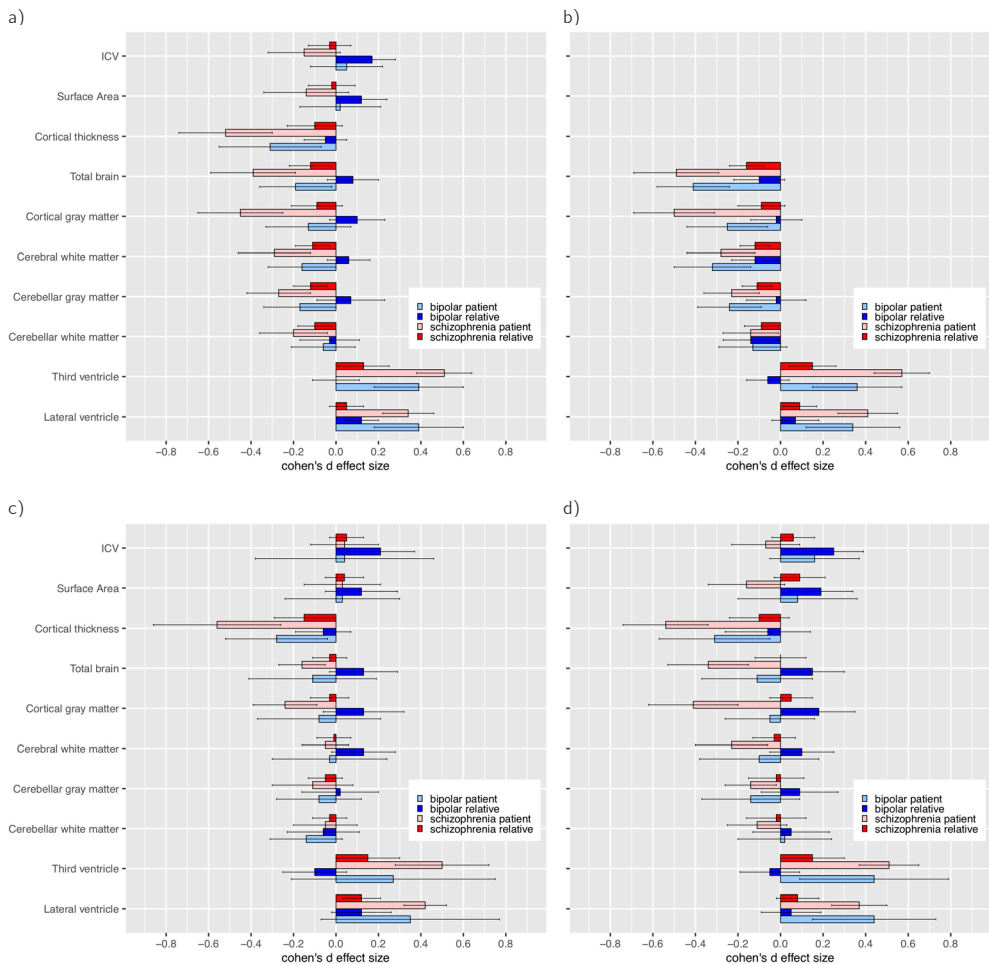 a)
ICV
Surface Area
Cortical thickness
Total brain
Cortical gray matter
Cerebral white matter
Cerebellar gray matter
Cerebellar white matter
Third ventricle
Lateral ventricle
bipolar patient
bipolar relative
schizophrenia patient
schizophrenia relative
−0.8 −0.6 −0.4 −0.2 0.0 0.2 0.4 0.6 0.8
cohen's d effect size
b)
bipolar patient
bipolar relative
schizophrenia patient
schizophrenia relative
−0.8 −0.6 −0.4 −0.2 0.0 0.2 0.4 0.6 0.8
cohen's d effect size
c)
ICV
Surface Area
Cortical thickness
Total brain
Cortical gray matter
Cerebral white matter
Cerebellar gray matter
Cerebellar white matter
Third ventricle
Lateral ventricle
bipolar patient
bipolar relative
schizophrenia patient
schizophrenia relative
−0.8 −0.6 −0.4 −0.2 0.0 0.2 0.4 0.6 0.8
cohen's d effect size
d)
bipolar patient
bipolar relative
schizophrenia patient
schizophrenia relative
−0.8 −0.6 −0.4 −0.2 0.0 0.2 0.4 0.6 0.8
cohen's d effect size